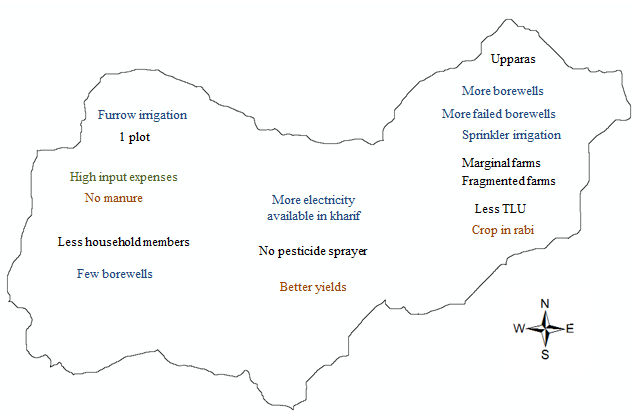 Upparas
More borewells
More failed borewells
Sprinkler irrigation
Marginal farms
Fragmented farms
Less TLU
Crop in rabi
Furrow irrigation
1 plot
High input expenses
No manure
Less household members
Few borewells
More electricity
available in kharif
No pesticide sprayer
Better yields
N
W
E
S